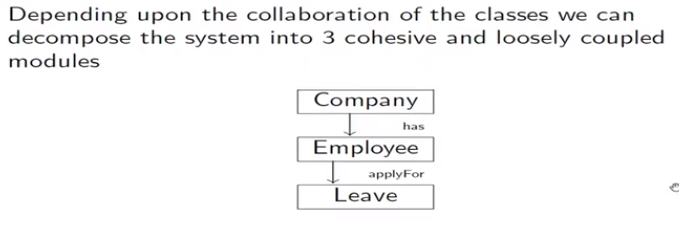 Depending upon the collaboration of the classes we can
decompose the system into 3 cohesive and loosely coupled
modules
Company
has
Employee
applyFor
Leave